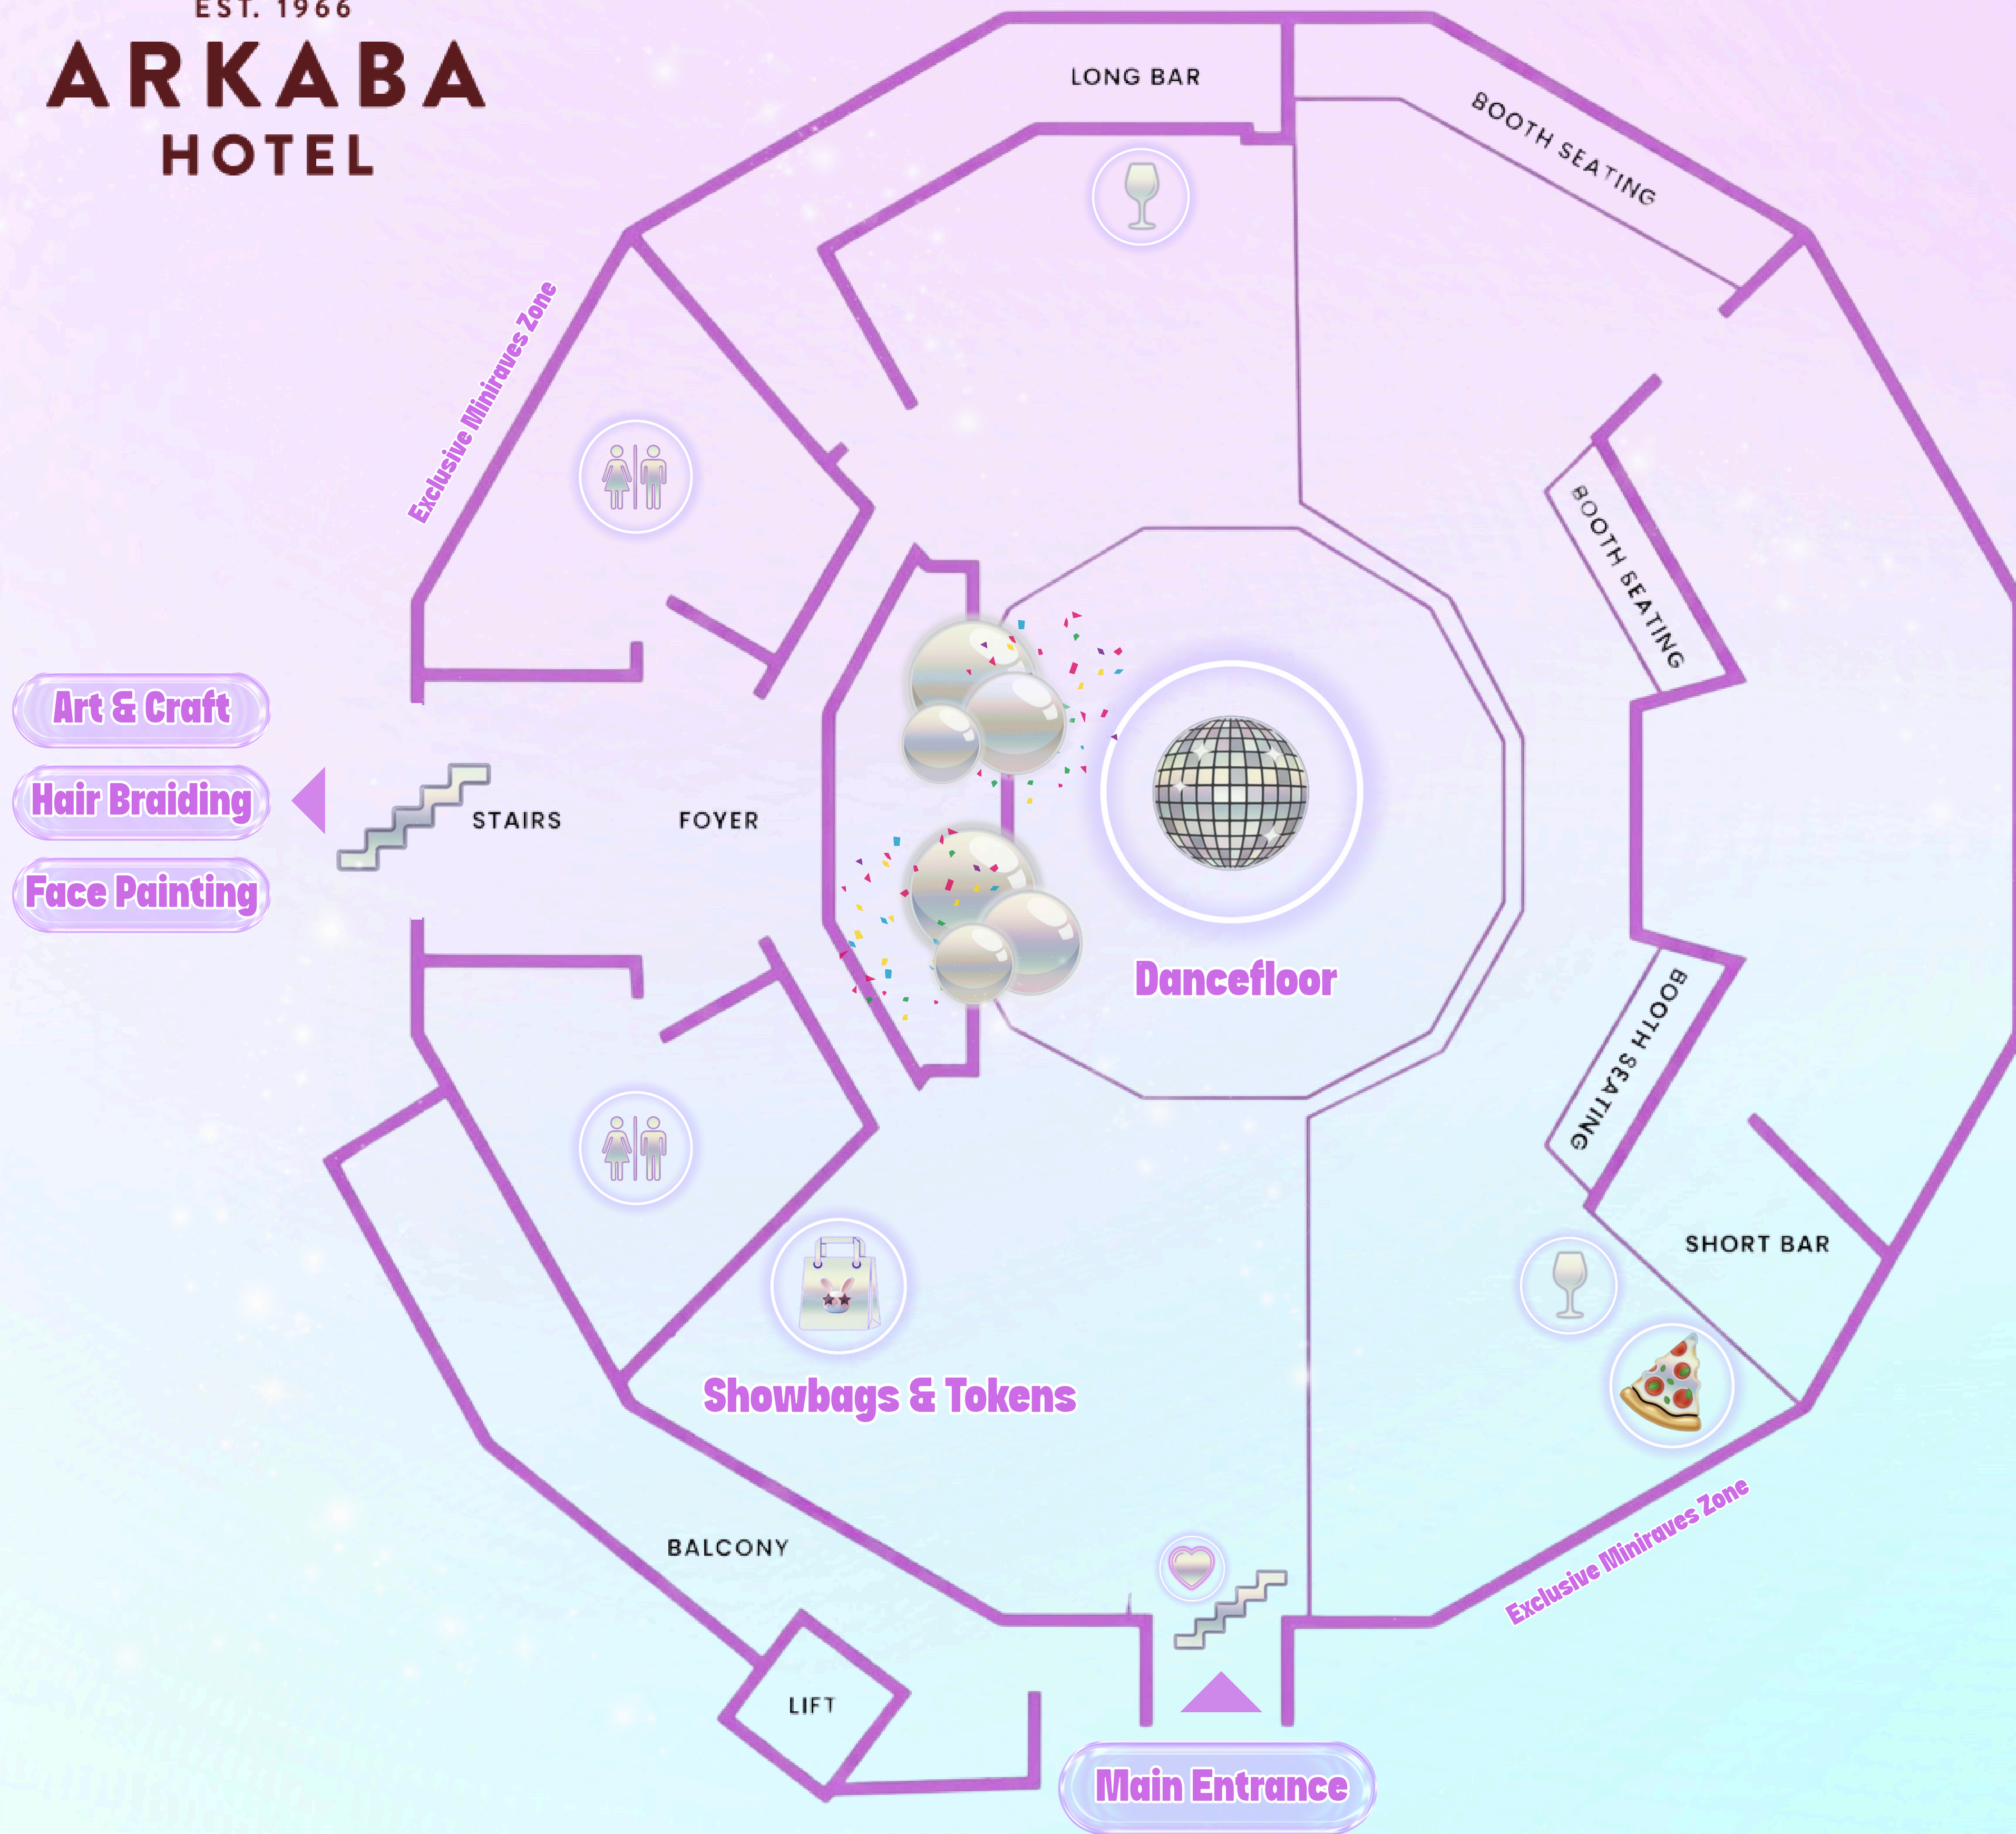 EST. 1966
ARKABA
HOTEL
LONG BAR
BOOTH SEATING
Exclusive Miniraves Zone
BOOTH SEATING
Art & Craft
Hair Braiding
Face Painting
STAIRS
FOYER
Dancefloor
BOOTH SEATING
SHORT BAR
Showbags & Tokens
BALCONY
Exclusive Miniraves Zone
LIFT
Main Entrance